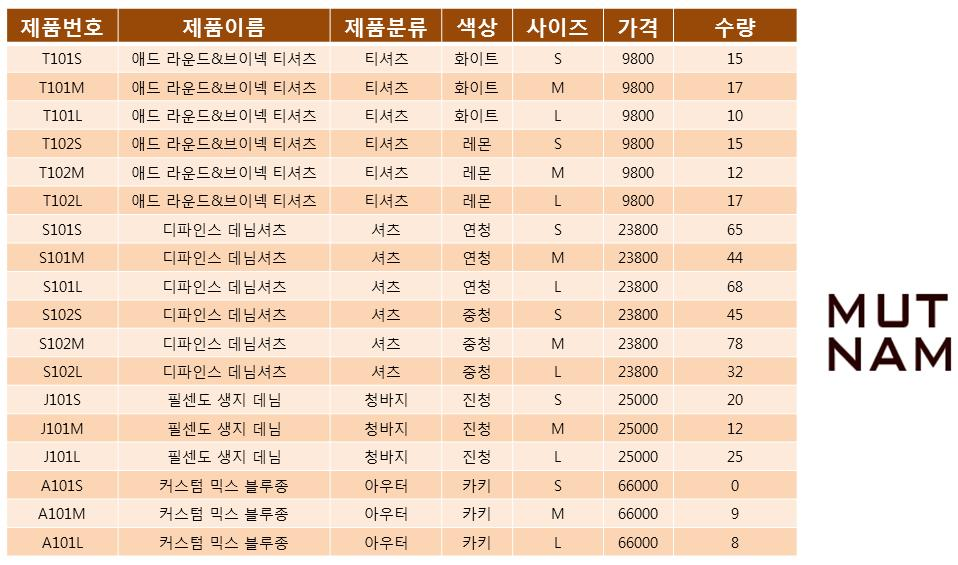 제품번호 제품이름 제품분류 색상 사이즈 가격 수량
T101S 애드 라운드&브이넥 티셔츠 티셔츠 화이트 S 9800 15
T101M 애드 라운드&브이넥 티셔츠 티셔츠 화이트 M 9800 17
T101L 애드 라운드&브이넥 티셔츠 티셔츠 화이트 L 9800 10
T102S 애드 라운드&브이넥 티셔츠 티셔츠 레몬 S 9800 15
T102M 애드 라운드&브이넥 티셔츠 티셔츠 레몬 M 9800 12
T102L 애드 라운드&브이넥 티셔츠 티셔츠 레몬 L 9800 17
S101S 디파인스 데님셔츠 셔츠 연청 S 23800 65
S101M 디파인스 데님셔츠 셔츠 연청 M 23800 44
S101L 디파인스 데님셔츠 셔츠 연청 L 23800 68
S102S 디파인스 데님셔츠 셔츠 중청 S 23800 45
S102M 디파인스 데님셔츠 셔츠 중청 M 23800 78
S102L 디파인스 데님셔츠 셔츠 중청 L 23800 32
J101S 필센도 생지 데님 청바지 진청 S 25000 20
J101M 필센도 생지 데님 청바지 진청 M 25000 12
J101L 필센도 생지 데님 청바지 진청 L 25000 25
A101S 커스텀 믹스 블루종 아우터 카키 S 66000 0
A101M 커스텀 믹스 블루종 아우터 카키 M 66000 9
A101L 커스텀 믹스 블루종 아우터 카키 L 66000 8
MUT
NAM